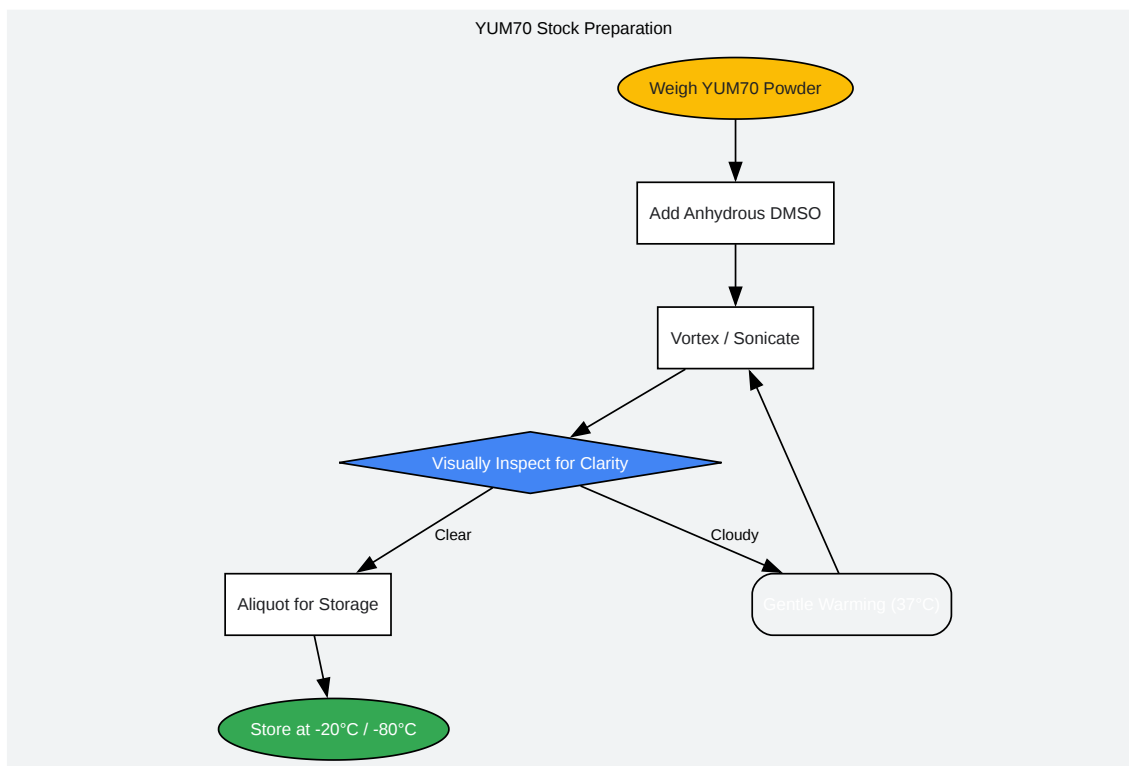 YUM70 Stock Preparation
Weigh YUM70 Powder
Add Anhydrous DMSO
Vortex / Sonicate
Visually Inspect for Clarity
Clear
Cloudy
Aliquot for Storage
Gentle Warming (37°C)
Store at -20°C / -80°C